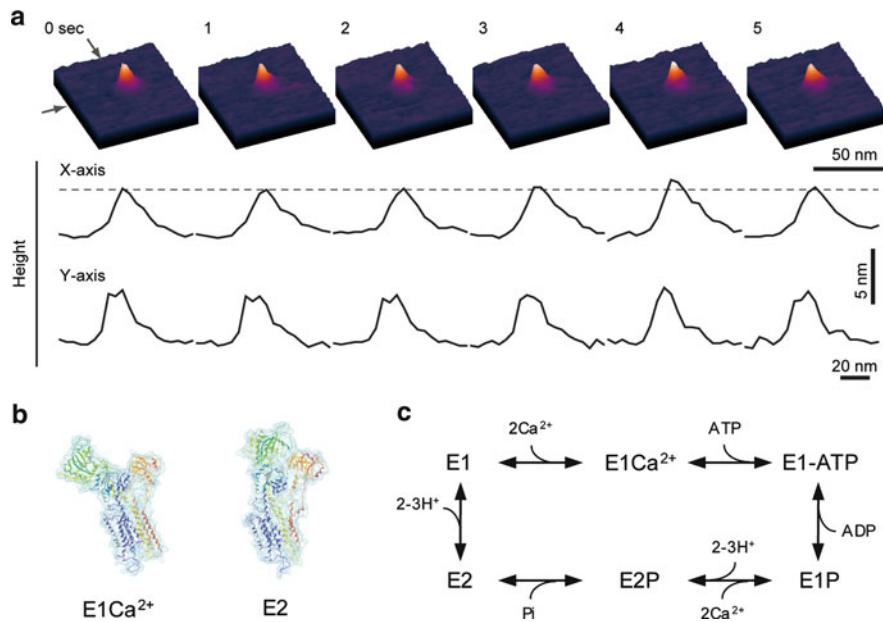 a
0 sec 1 2 3 4 5
50 nm
X-axis
Height
5 nm
Y-axis
20 nm
b
E1Ca²⁺ E2
c
2Ca²⁺ ATP
E1 E1Ca²⁺ E1-ATP
2-3H⁺ ADP
2-3H⁺
E2 E2P E1P
Pi 2Ca²⁺